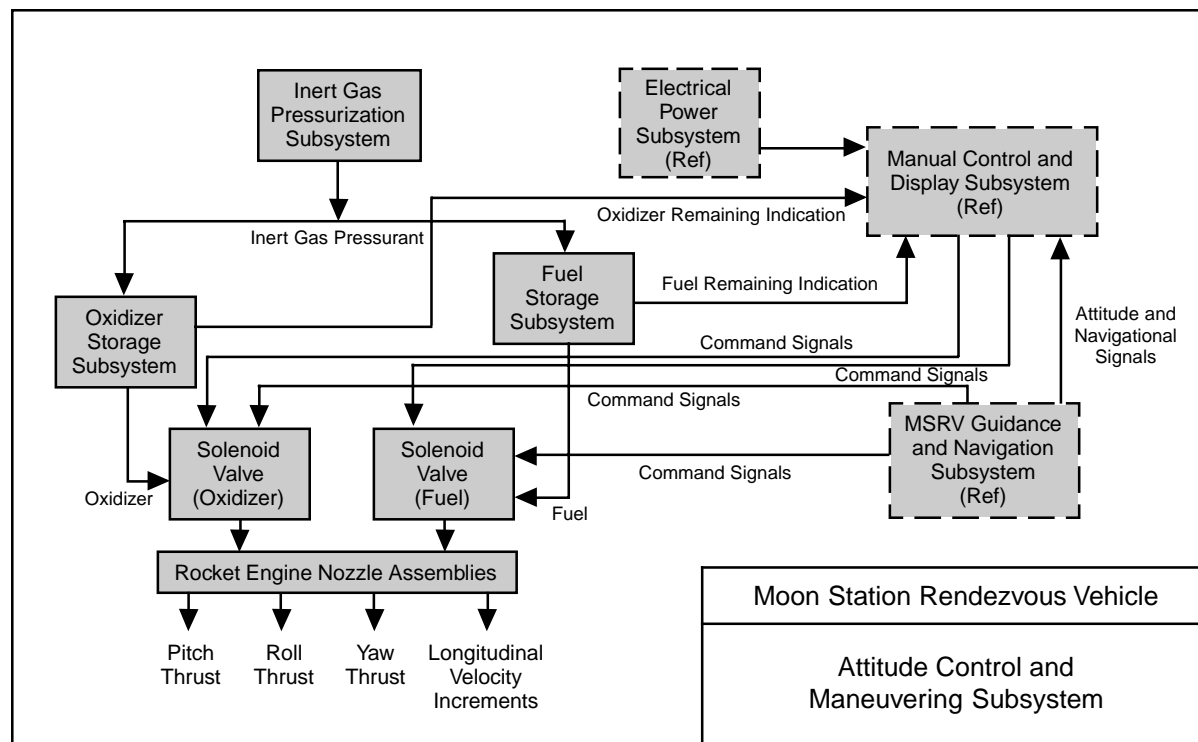 Inert Gas
Pressurization
Subsystem
Electrical
Power
Subsystem
(Ref)
Manual Control and
Display Subsystem
(Ref)
Oxidizer Remaining Indication
Inert Gas Pressurant
Fuel
Storage
Subsystem
Fuel Remaining Indication
Oxidizer
Storage
Subsystem
Attitude and
Navigational
Signals
Command Signals
Command Signals
Command Signals
MSRV Guidance
and Navigation
Subsystem
(Ref)
Solenoid
Valve
(Oxidizer)
Solenoid
Valve
(Fuel)
Command Signals
Oxidizer
Fuel
Rocket Engine Nozzle Assemblies
Pitch
Thrust
Roll
Thrust
Yaw
Thrust
Longitudinal
Velocity
Increments
Moon Station Rendezvous Vehicle
Attitude Control and
Maneuvering Subsystem